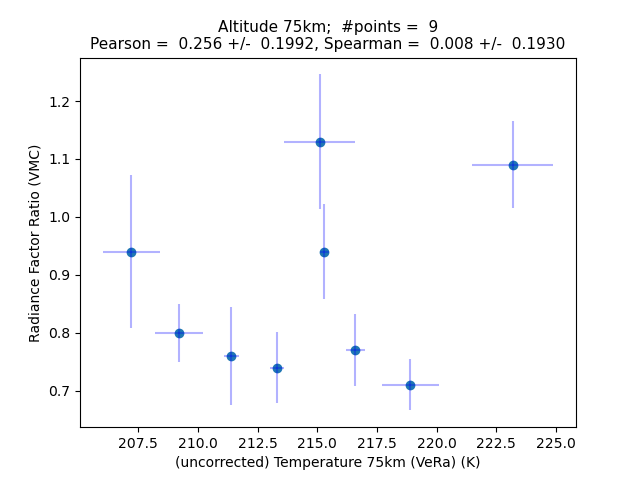 Altitude 75km;  #points =  9
Pearson =  0.256 +/-  0.1992, Spearman =  0.008 +/-  0.1930
1.2
1.1
1.0
0.9
0.8
0.7
Radiance Factor Ratio (VMC)
207.5 210.0 212.5 215.0 217.5 220.0 222.5 225.0
(uncorrected) Temperature 75km (VeRa) (K)